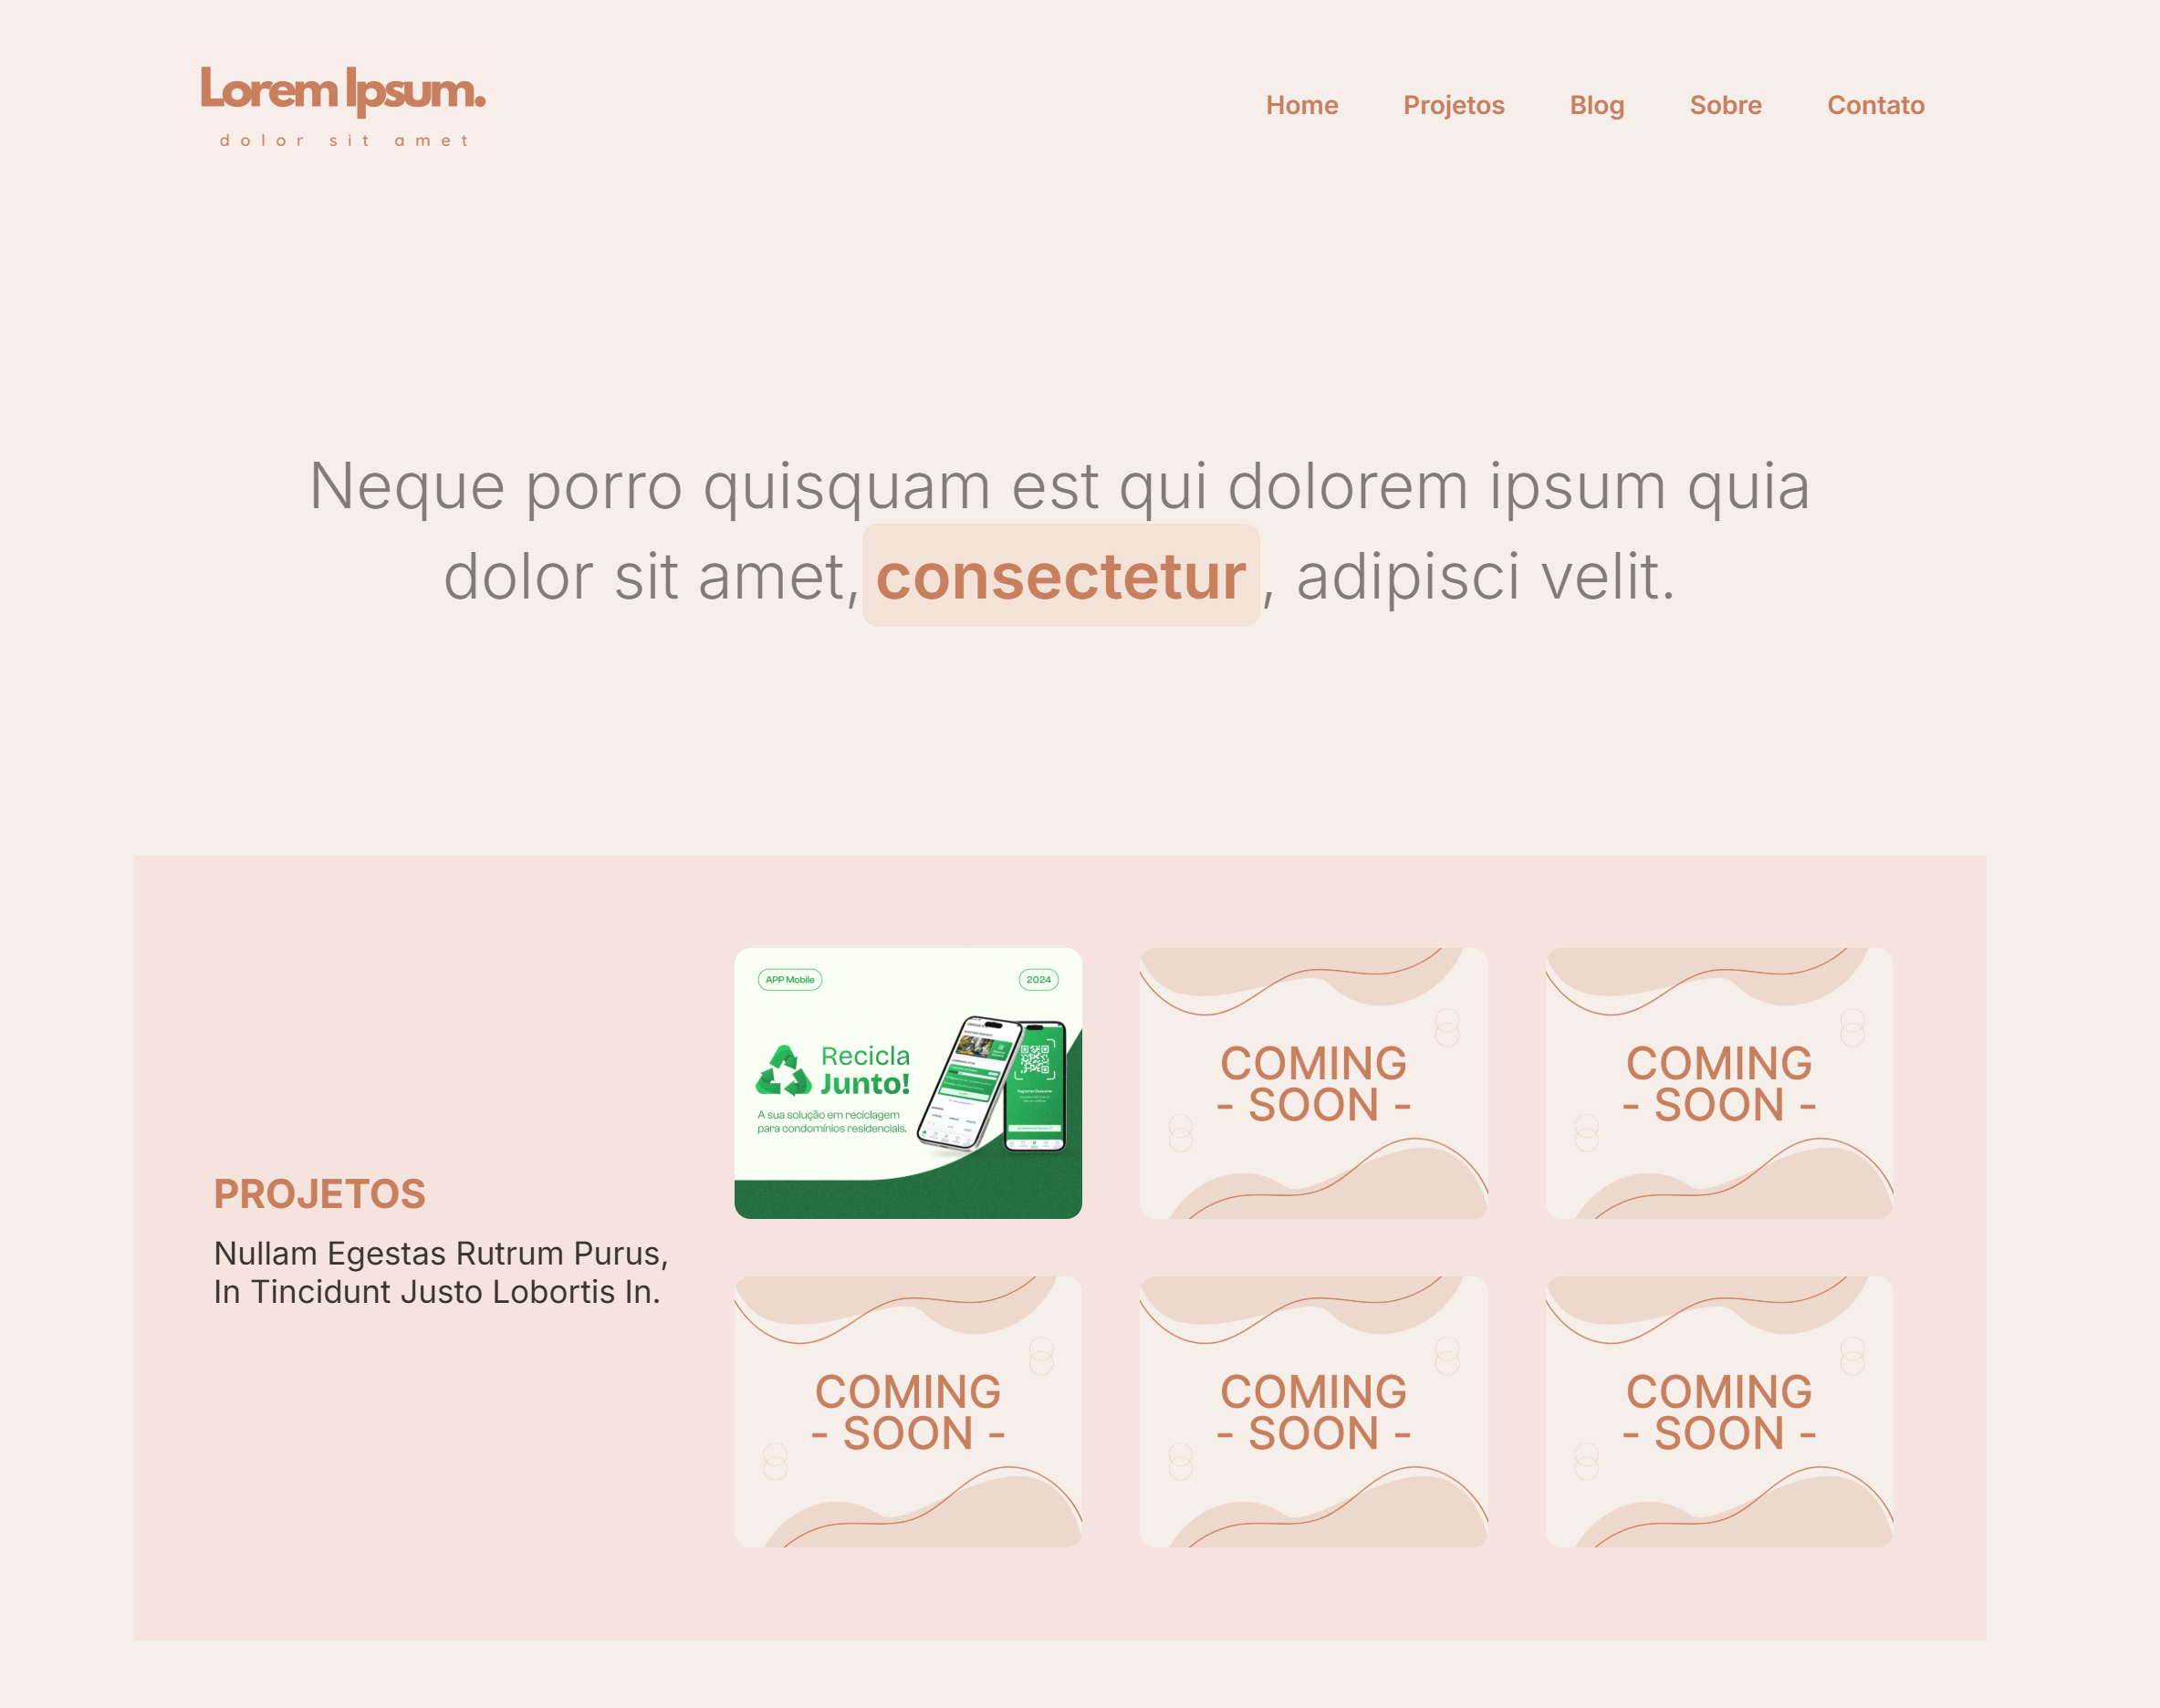 Lorem Ipsum.
dolor sit amet
Home Projetos Blog Sobre Contato
Neque porro quisquam est qui dolorem ipsum quia
dolor sit amet, consectetur, adipisci velit.
PROJETOS
Nullam Egestas Rutrum Purus,
In Tincidunt Justo Lobortis In.
APP Mobile
2024
Recicla
Junto!
A sua solução em reciclagem
para condomínios residenciais.
COMING
- SOON -
COMING
- SOON -
COMING
- SOON -
COMING
- SOON -
COMING
- SOON -